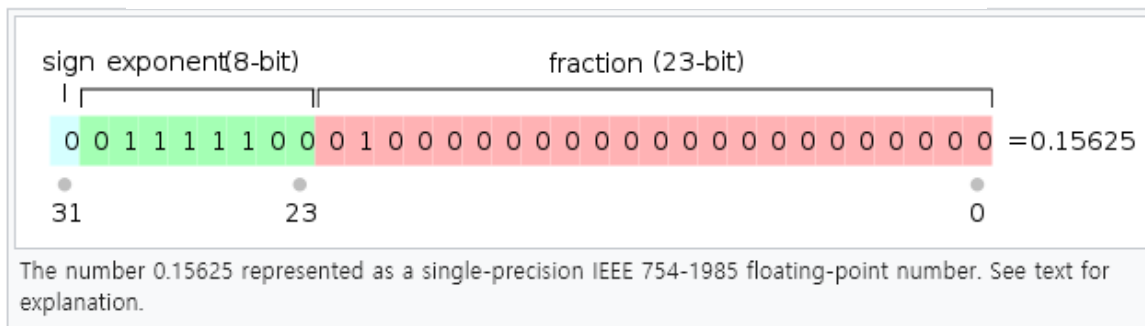 sign exponent(8-bit) fraction (23-bit)
0 0 1 1 1 1 1 0 0 0 1 0 0 0 0 0 0 0 0 0 0 0 0 0 0 0 0 0 0 0 0 0 =0.15625
31 23 0
The number 0.15625 represented as a single-precision IEEE 754-1985 floating-point number. See text for
explanation.